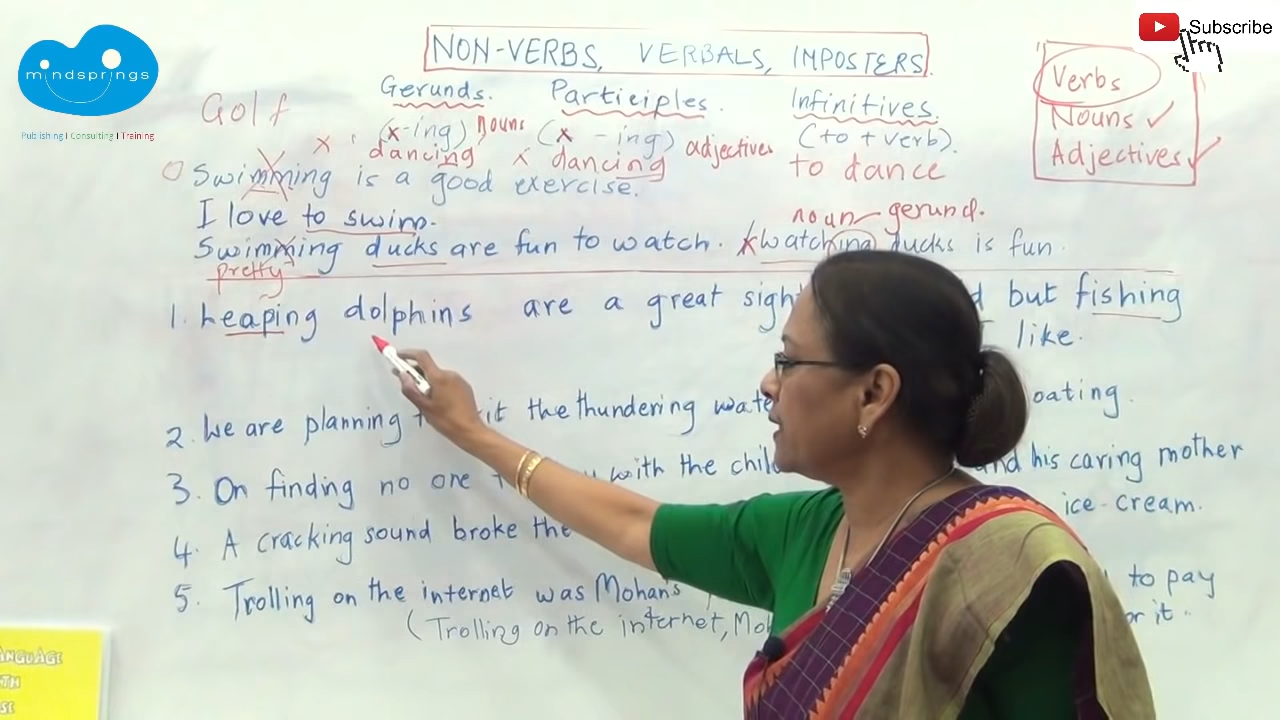 mindsprings
Publishing I Consulting I Training
Subscribe
NON-VERBS, VERBALS, IMPOSTERS.
Verbs
Nouns ✓
Adjectives ✓
Golf
Gerunds. Participles. Infinitives.
x (x-ing) nouns (x -ing) adjectives (to + verb).
dancing x dancing to dance
Swimming is a good exercise.
I love to swim.
noun gerund.
Swimming ducks are fun to watch. Watching ducks is fun.
pretty
1. Leaping dolphins are a great sigh but fishing
like.
2. We are planning it the thundering wate oating.
3. On finding no one with the chil and his caring mother
ice-cream.
4. A cracking sound broke the
to pay
5. Trolling on the internet was Mohan's
or it.
(Trolling on the internet, Moh
ANGUAGE
TH
SE